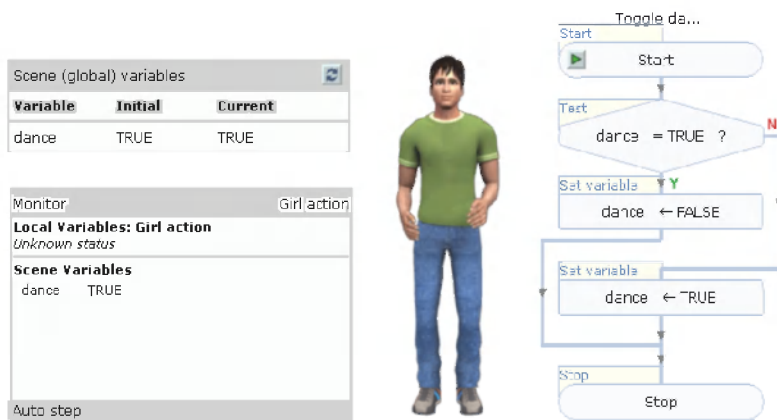 Scene (global) variables
Variable Initial Current
dance TRUE TRUE
Monitor Girl action
Local Variables: Girl action
Unknown status
Scene Variables
dance TRUE
Auto step
Toggle da...
Start
Start
Test
dance = TRUE ?
N
Y
Set variable
dance ← FALSE
Set variable
dance ← TRUE
Stop
Stop